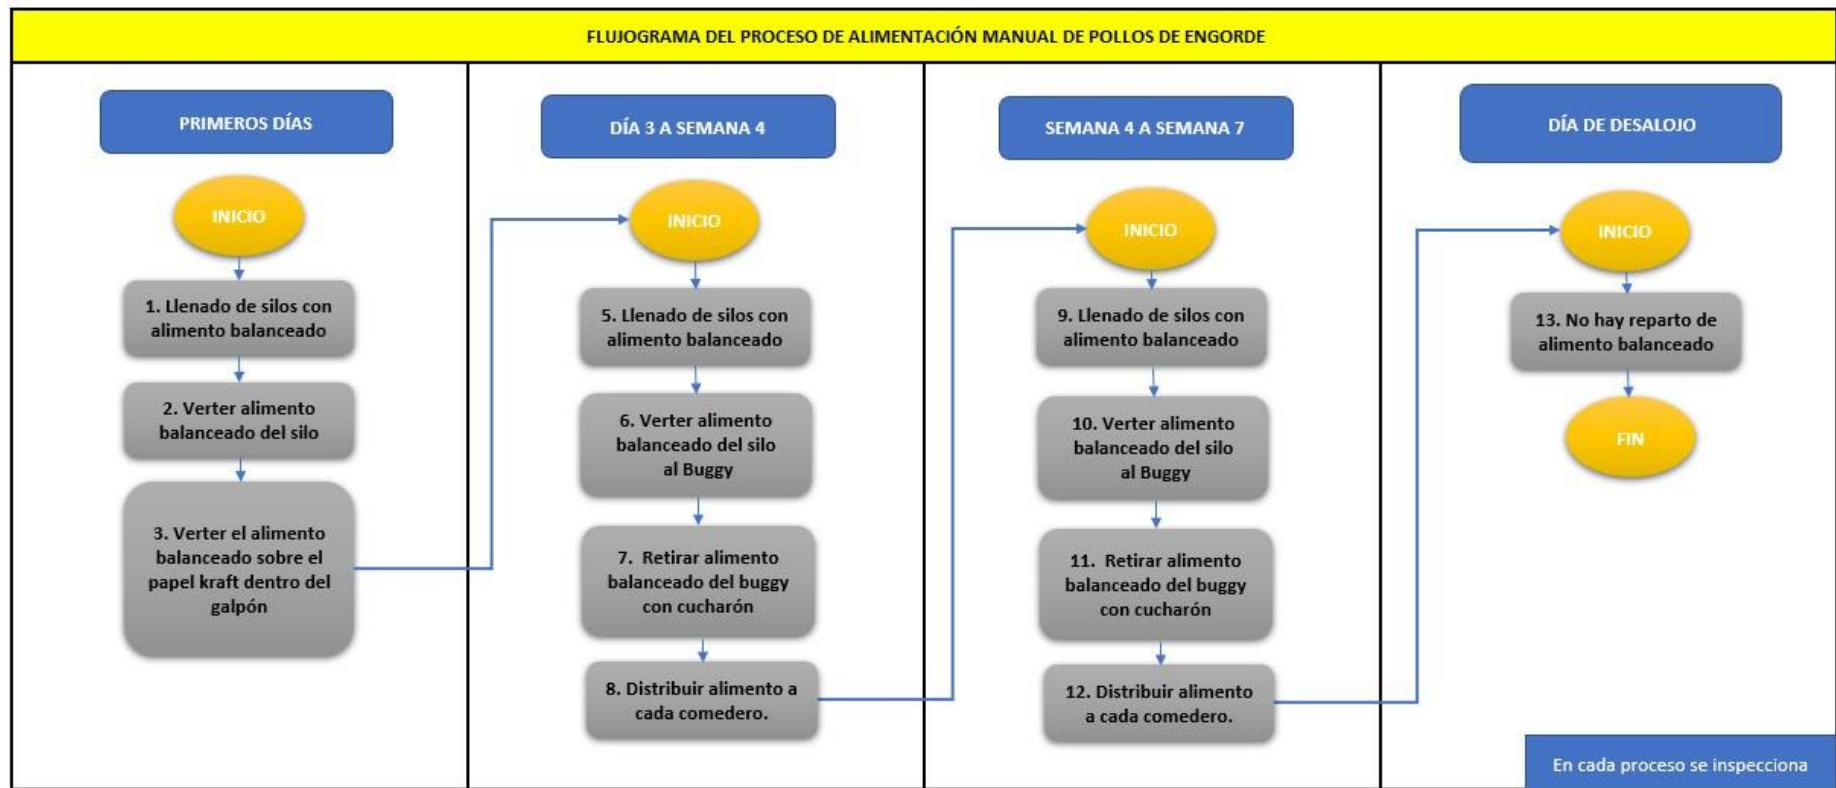 FLUJOGRAMA DEL PROCESO DE ALIMENTACIÓN MANUAL DE POLLOS DE ENGORDE
PRIMEROS DÍAS
INICIO
1. Llenado de silos con
alimento balanceado
2. Verter alimento
balanceado del silo
3. Verter el alimento
balanceado sobre el
papel kraft dentro del
galpón
DÍA 3 A SEMANA 4
INICIO
5. Llenado de silos con
alimento balanceado
6. Verter alimento
balanceado del silo
al Buggy
7. Retirar alimento
balanceado del buggy
con cucharón
8. Distribuir alimento a
cada comedero.
SEMANA 4 A SEMANA 7
INICIO
9. Llenado de silos con
alimento balanceado
10. Verter alimento
balanceado del silo
al Buggy
11. Retirar alimento
balanceado del buggy
con cucharón
12. Distribuir alimento
a cada comedero.
DÍA DE DESALOJO
INICIO
13. No hay reparto de
alimento balanceado
FIN
En cada proceso se inspecciona